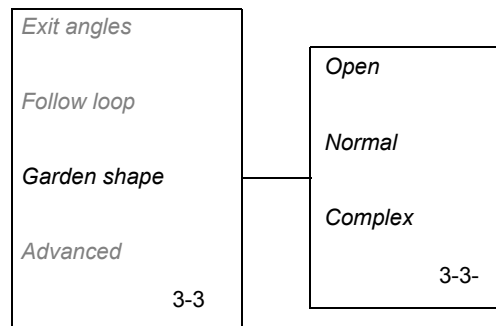 Exit angles
Follow loop
Garden shape
Advanced
3-3
Open
Normal
Complex
3-3-